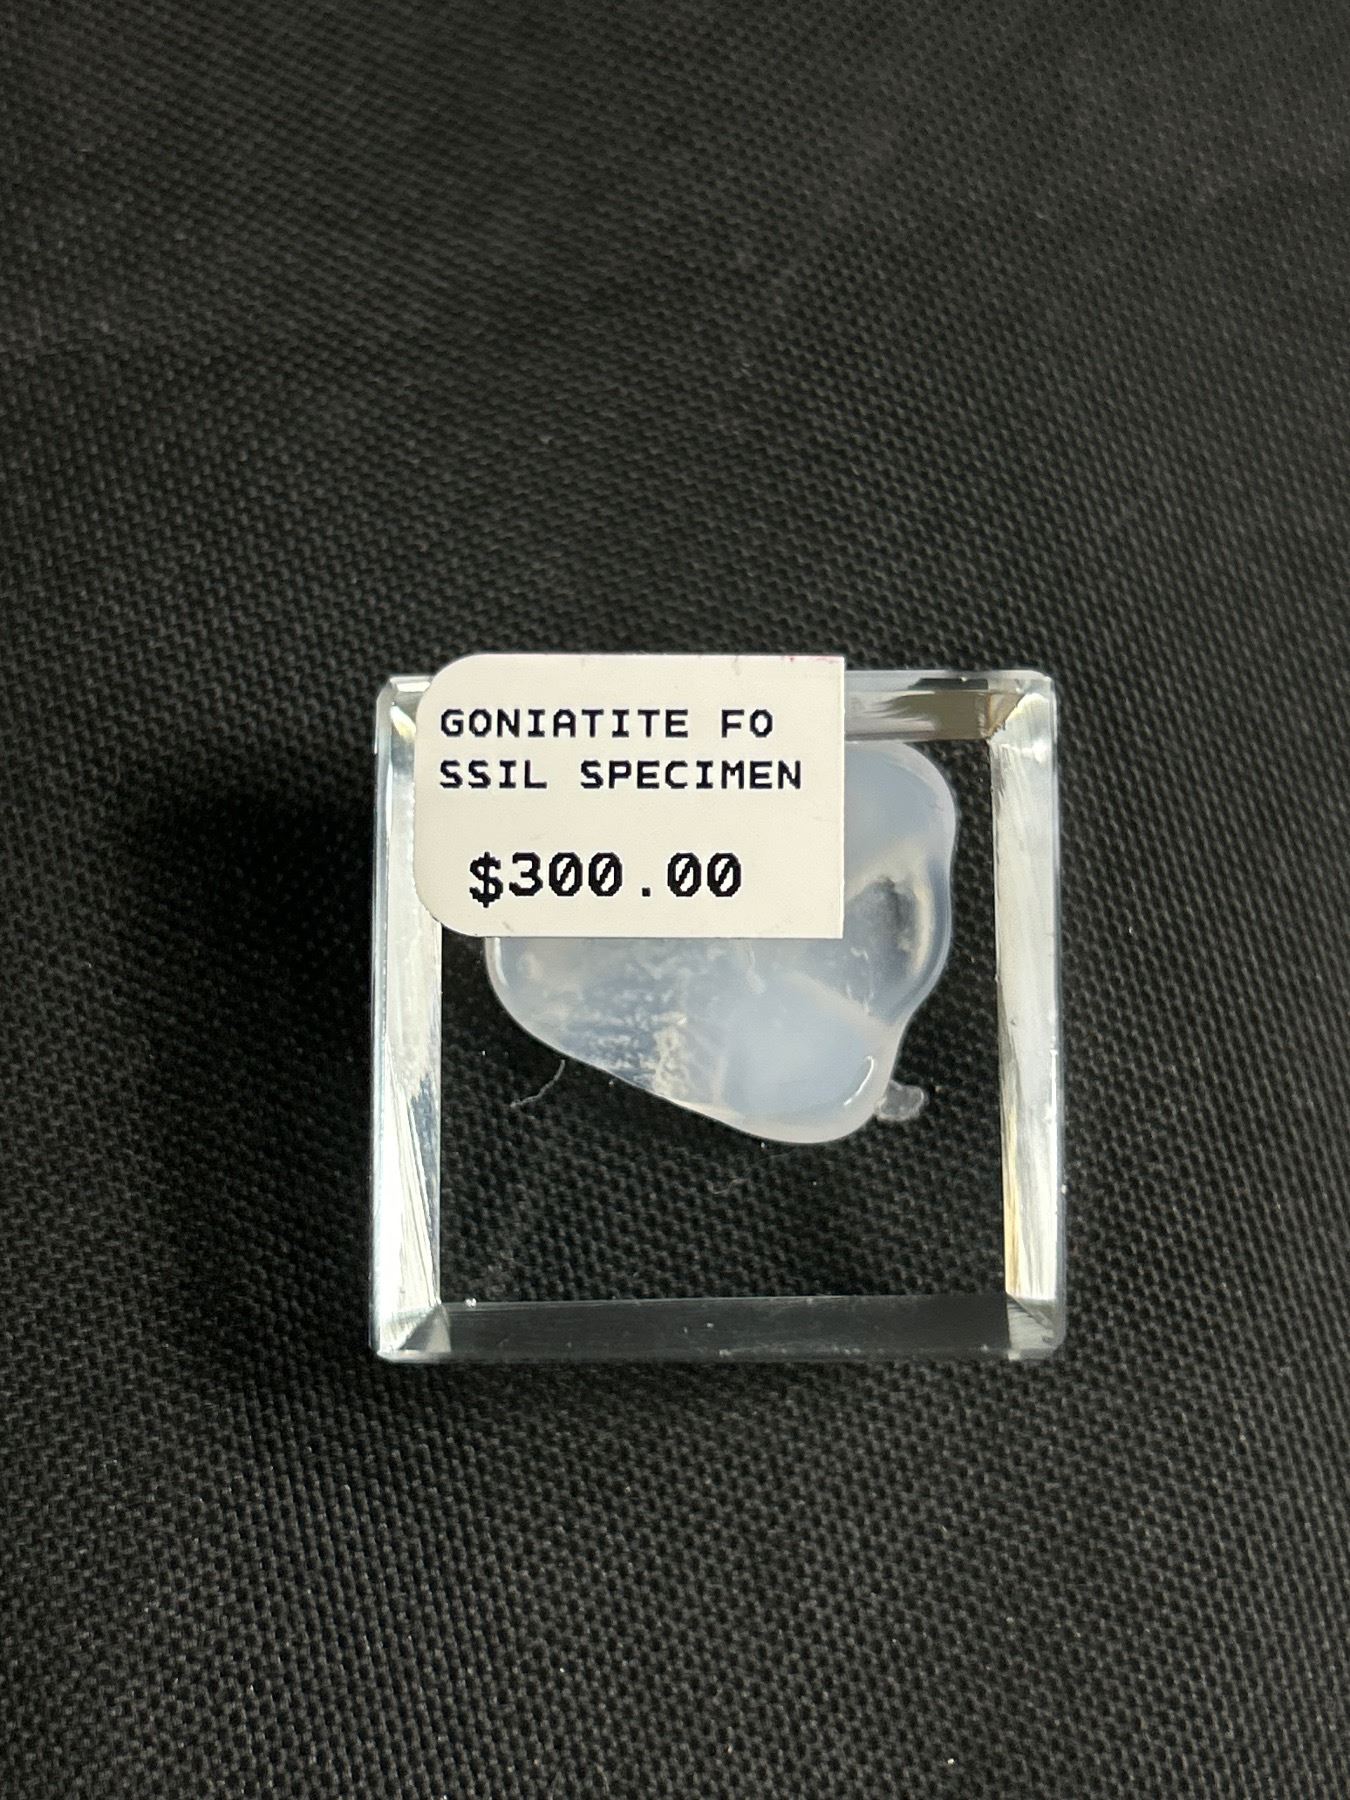 GONIATITE FO
SSIL SPECIMEN
$300.00